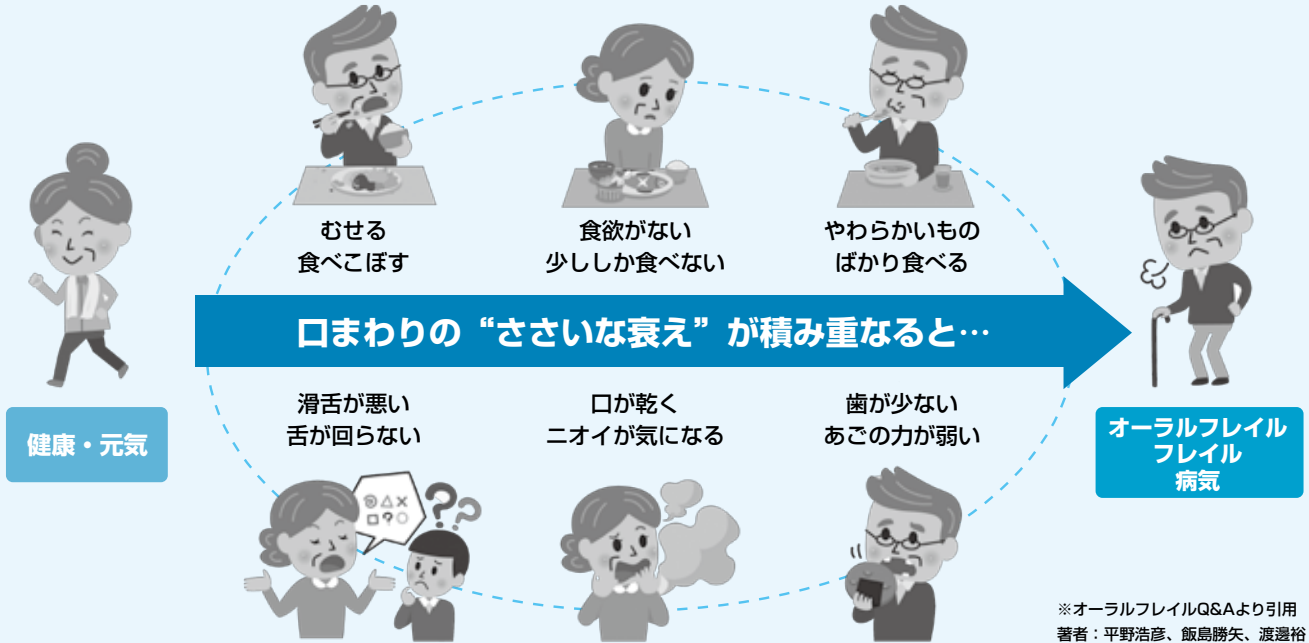 むせる
食べこぼす
食欲がない
少ししか食べない
やわらかいもの
ばかり食べる
口まわりの“ささいな衰え”が積み重なると…
健康・元気
滑舌が悪い
舌が回らない
口が乾く
ニオイが気になる
歯が少ない
あごの力が弱い
オーラルフレイル
フレイル
病気
※オーラルフレイルQ&Aより引用
著者：平野浩彦、飯島勝矢、渡邊裕